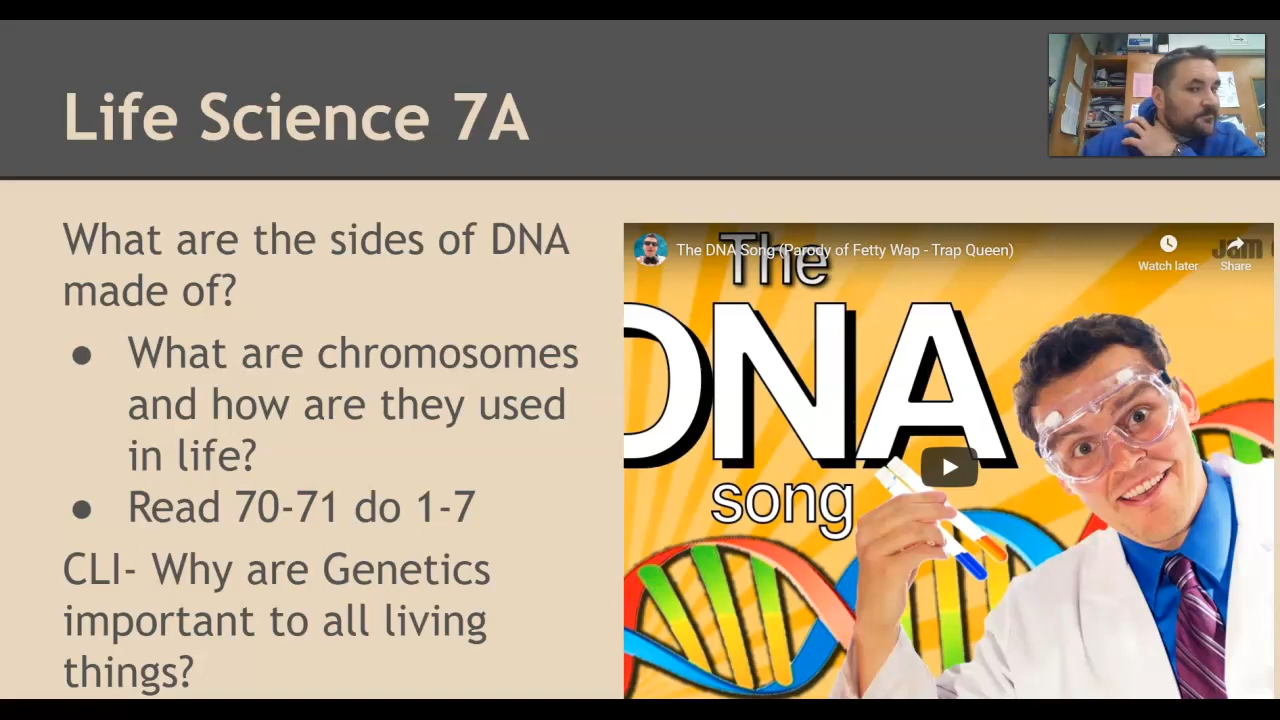 Life Science 7A
What are the sides of DNA
made of?
● What are chromosomes
and how are they used
in life?
● Read 70-71 do 1-7
CLI- Why are Genetics
important to all living
things?
The DNA Song (Parody of Fetty Wap - Trap Queen)
Watch later
Share
The
DNA
song